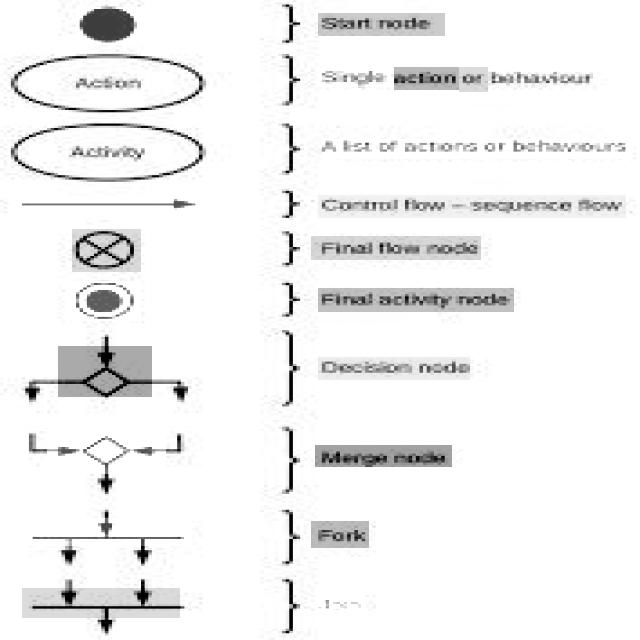 Start node
Action
Single action or behaviour
Activity
A list of actions or behaviours
Control flow – sequence flow
Final flow node
Final activity node
Decision node
Merge node
Fork